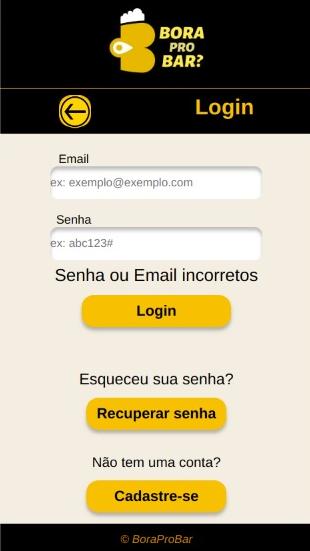 BORA
PRO
BAR?
Login
Email
ex: exemplo@exemplo.com
Senha
ex: abc123#
Senha ou Email incorretos
Login
Esqueceu sua senha?
Recuperar senha
Não tem uma conta?
Cadastre-se
© BoraProBar